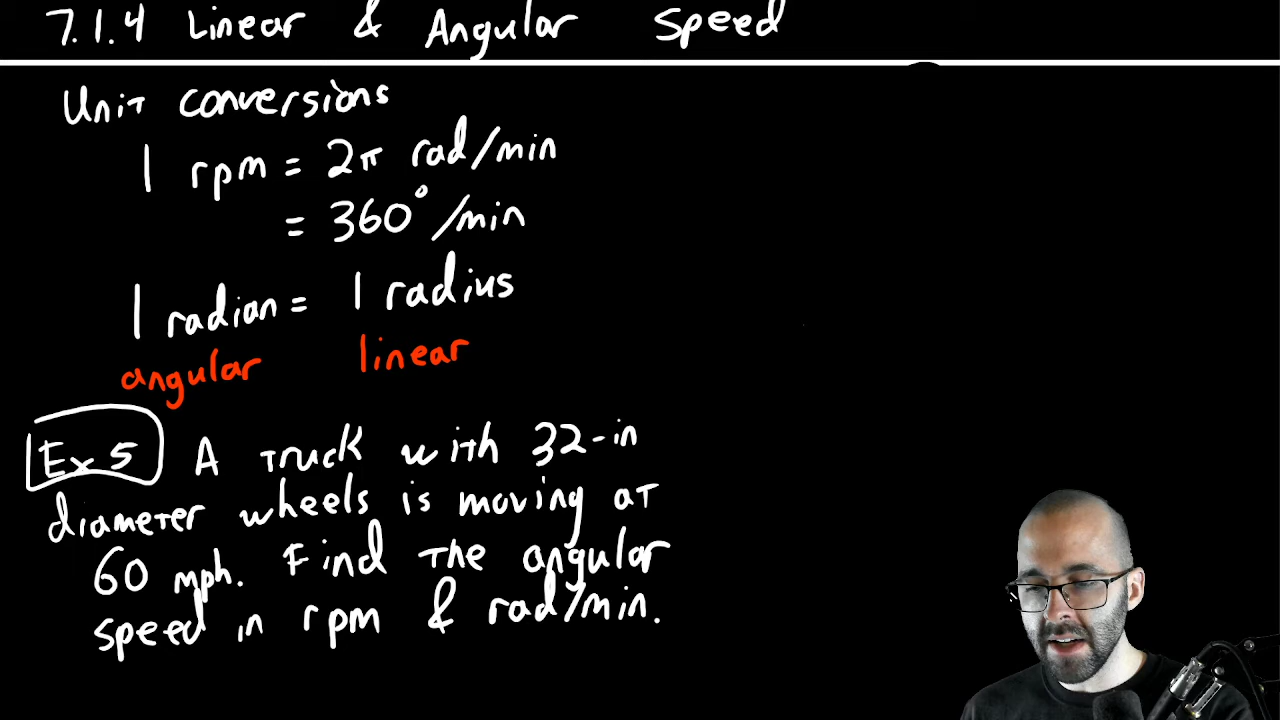 7.1.4 Linear & Angular Speed
Unit conversions
1 rpm = 2π rad/min
= 360°/min
1 radian = 1 radius
angular linear
Ex 5 A truck with 32-in
diameter wheels is moving at
60 mph. Find the angular
speed in rpm & rad/min.